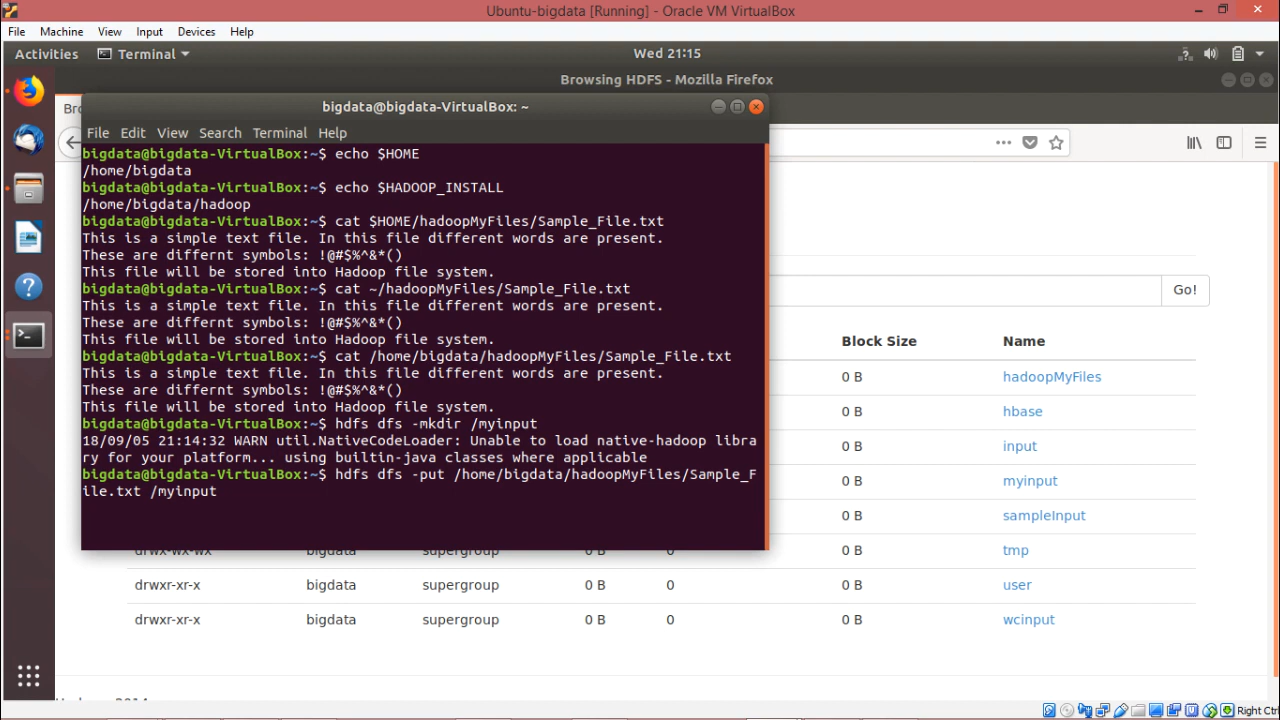 Ubuntu-bigdata [Running] - Oracle VM VirtualBox
File Machine View Input Devices Help
Activities Terminal Wed 21:15
Browsing HDFS - Mozilla Firefox
Bro
bigdata@bigdata-VirtualBox: ~
File Edit View Search Terminal Help
bigdata@bigdata-VirtualBox:~$ echo $HOME
/home/bigdata
bigdata@bigdata-VirtualBox:~$ echo $HADOOP_INSTALL
/home/bigdata/hadoop
bigdata@bigdata-VirtualBox:~$ cat $HOME/hadoopMyFiles/Sample_File.txt
This is a simple text file. In this file different words are present.
These are differnt symbols: !@#$%^&*()
This file will be stored into Hadoop file system.
bigdata@bigdata-VirtualBox:~$ cat ~/hadoopMyFiles/Sample_File.txt
This is a simple text file. In this file different words are present.
These are differnt symbols: !@#$%^&*()
This file will be stored into Hadoop file system.
bigdata@bigdata-VirtualBox:~$ cat /home/bigdata/hadoopMyFiles/Sample_File.txt
This is a simple text file. In this file different words are present.
These are differnt symbols: !@#$%^&*()
This file will be stored into Hadoop file system.
bigdata@bigdata-VirtualBox:~$ hdfs dfs -mkdir /myinput
18/09/05 21:14:32 WARN util.NativeCodeLoader: Unable to load native-hadoop libra
ry for your platform... using builtin-java classes where applicable
bigdata@bigdata-VirtualBox:~$ hdfs dfs -put /home/bigdata/hadoopMyFiles/Sample_F
ile.txt /myinput
Go!
Block Size Name
0 B hadoopMyFiles
0 B hbase
0 B input
0 B myinput
0 B sampleInput
drwx-wx-wx bigdata supergroup 0 B 0 0 B tmp
drwxr-xr-x bigdata supergroup 0 B 0 0 B user
drwxr-xr-x bigdata supergroup 0 B 0 0 B wcinput
Right Ctrl